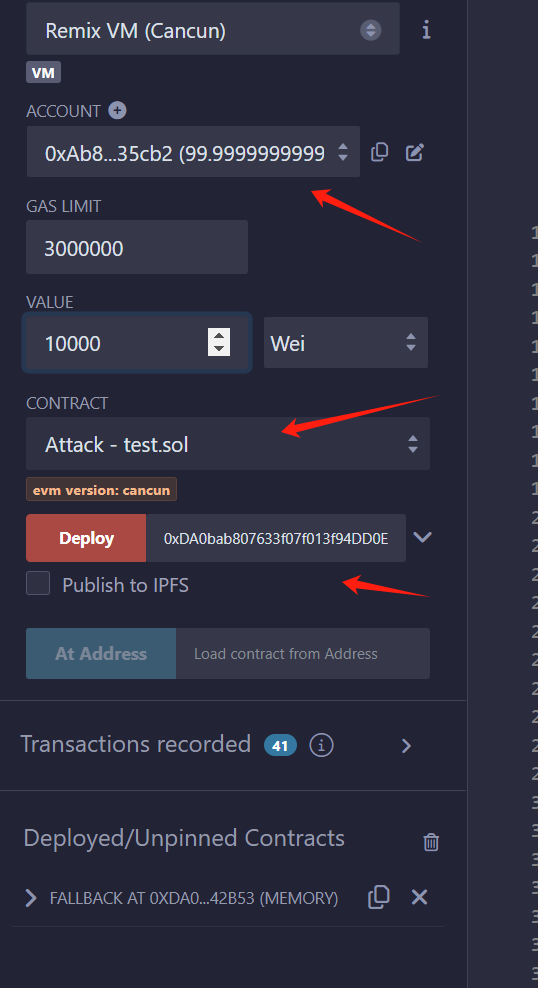 Remix VM (Cancun)
VM
ACCOUNT
0xAb8...35cb2 (99.9999999999
GAS LIMIT
3000000
VALUE
10000 Wei
CONTRACT
Attack - test.sol
evm version: cancun
Deploy 0xDA0bab807633f07f013f94DD0E
Publish to IPFS
At Address Load contract from Address
Transactions recorded 41
Deployed/Unpinned Contracts
FALLBACK AT 0XDA0...42B53 (MEMORY)